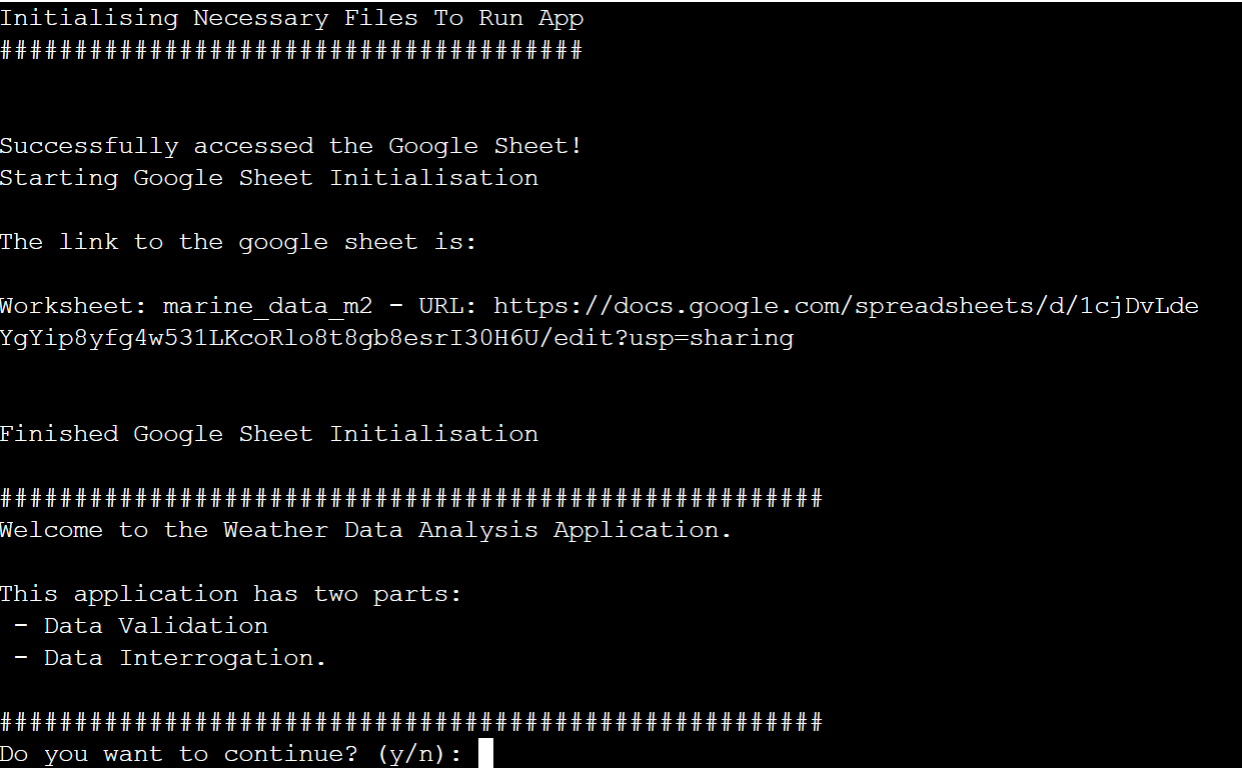 Initialising Necessary Files To Run App
#######################################
Successfully accessed the Google Sheet!
Starting Google Sheet Initialisation
The link to the google sheet is:
Worksheet: marine_data_m2 - URL: https://docs.google.com/spreadsheets/d/1cjDvLde
YgYip8yfg4w531LKcoRlo8t8gb8esrI30H6U/edit?usp=sharing
Finished Google Sheet Initialisation
#######################################################
Welcome to the Weather Data Analysis Application.
This application has two parts:
 - Data Validation
 - Data Interrogation.
#######################################################
Do you want to continue? (y/n):